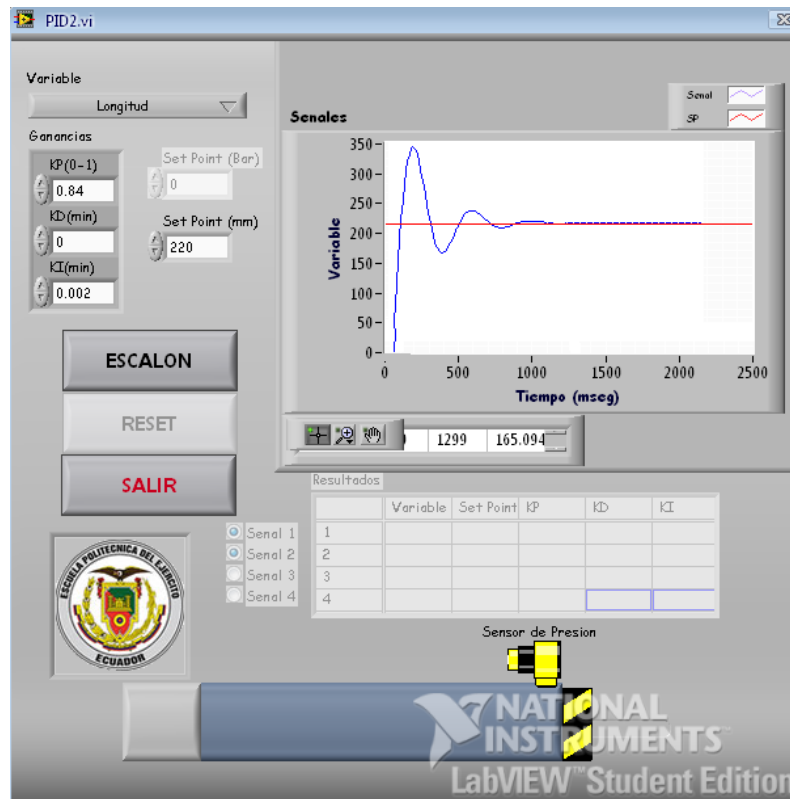 PID2.vi
Variable
Longitud
Ganancias
KP(0-1)
0.84
KD(min)
0
KI(min)
0.002
Set Point (Bar)
0
Set Point (mm)
220
ESCALON
RESET
SALIR
Senales
Senal
SP
Variable
350
300
250
200
150
100
50
0
0 500 1000 1500 2000 2500
Tiempo (mseg)
1299 165.094
Resultados
Variable Set Point KP KD KI
1
2
3
4
Senal 1
Senal 2
Senal 3
Senal 4
ESCUELA POLITECNICA DEL EJERCITO
ECUADOR
Sensor de Presion
NATIONAL
INSTRUMENTS
LabVIEW™ Student Edition